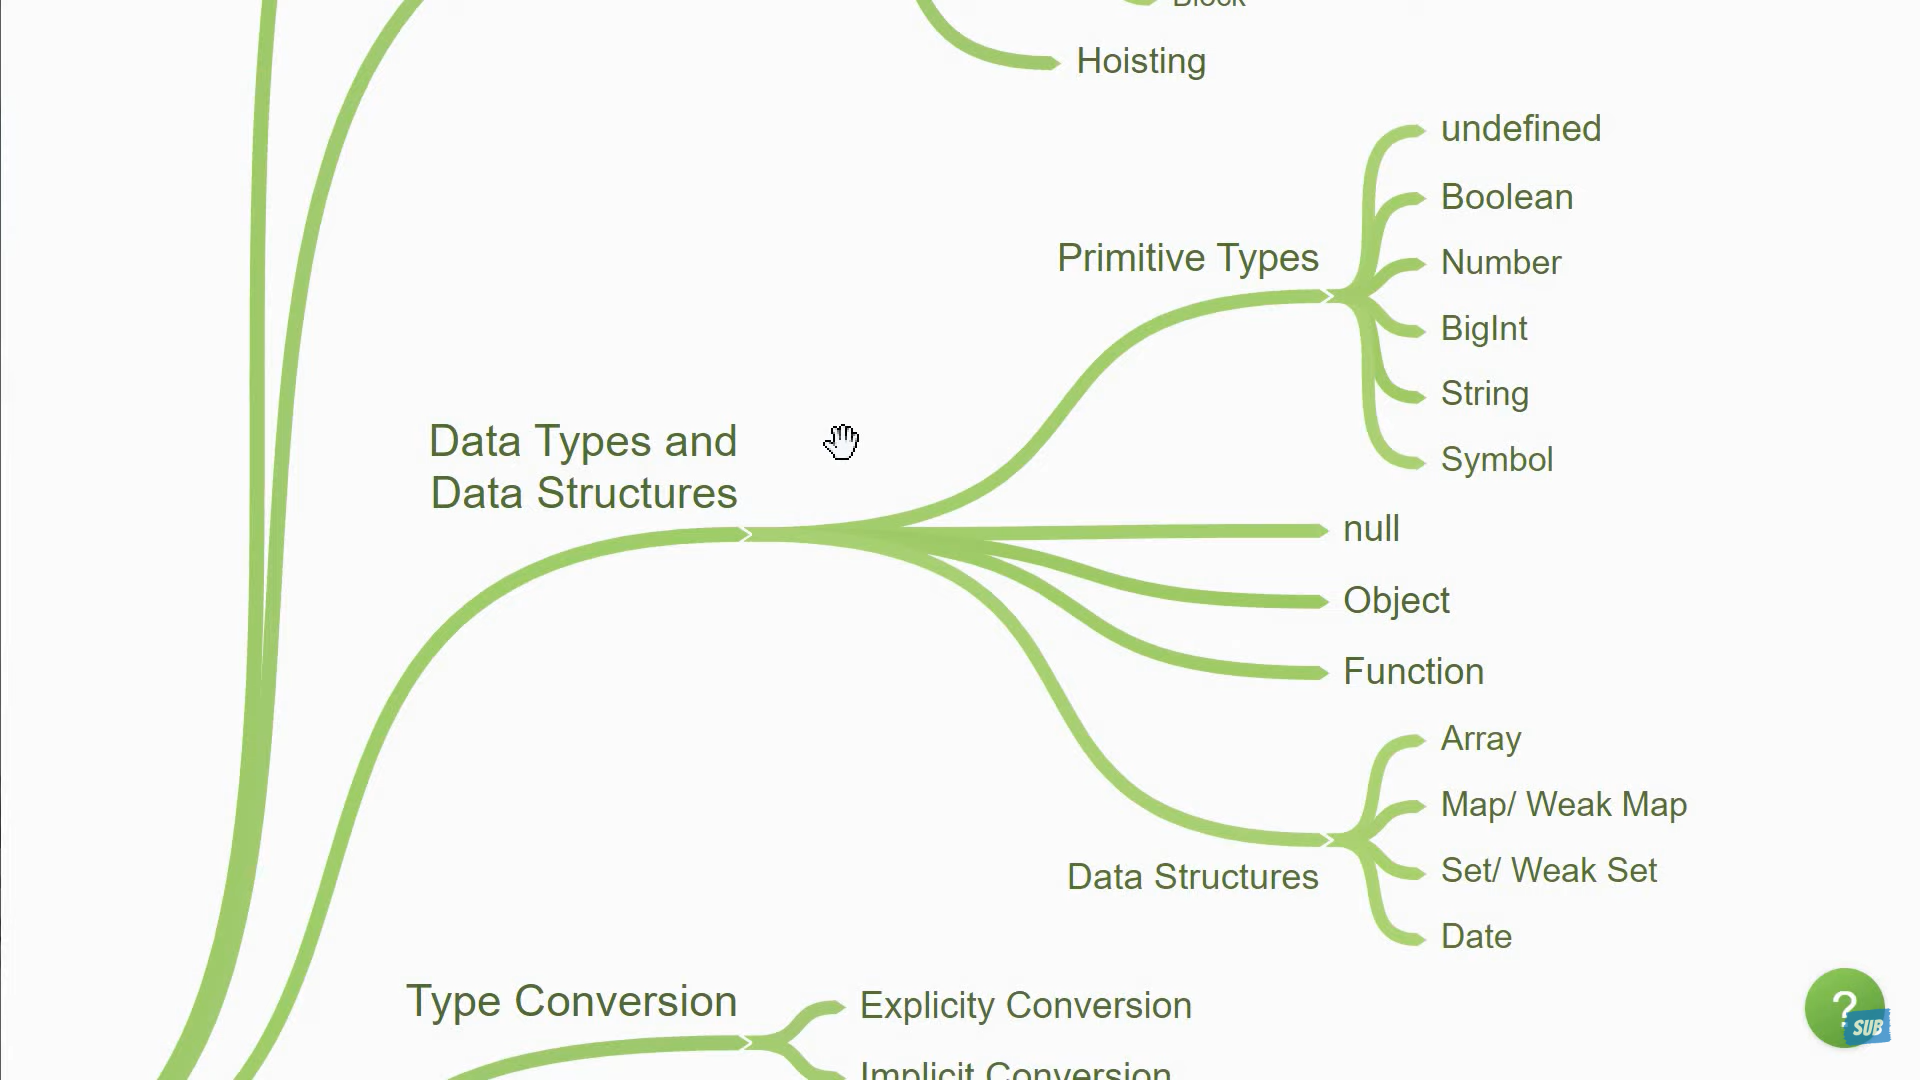 Block
Hoisting
undefined
Boolean
Primitive Types
Number
BigInt
String
Data Types and
Data Structures
Symbol
null
Object
Function
Array
Map/ Weak Map
Data Structures
Set/ Weak Set
Date
Type Conversion
Explicity Conversion
Implicit Conversion
?
SUB